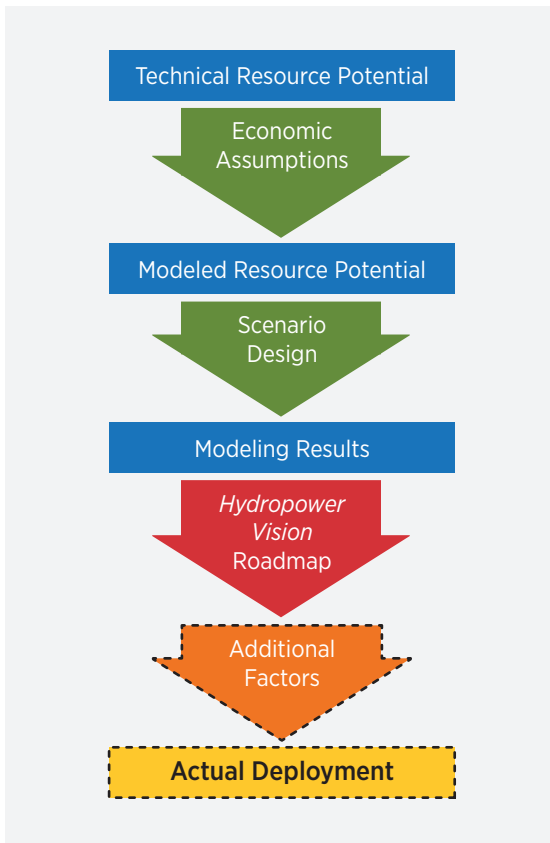 Technical Resource Potential
Economic
Assumptions
Modeled Resource Potential
Scenario
Design
Modeling Results
Hydropower
Vision
Roadmap
Additional
Factors
Actual Deployment